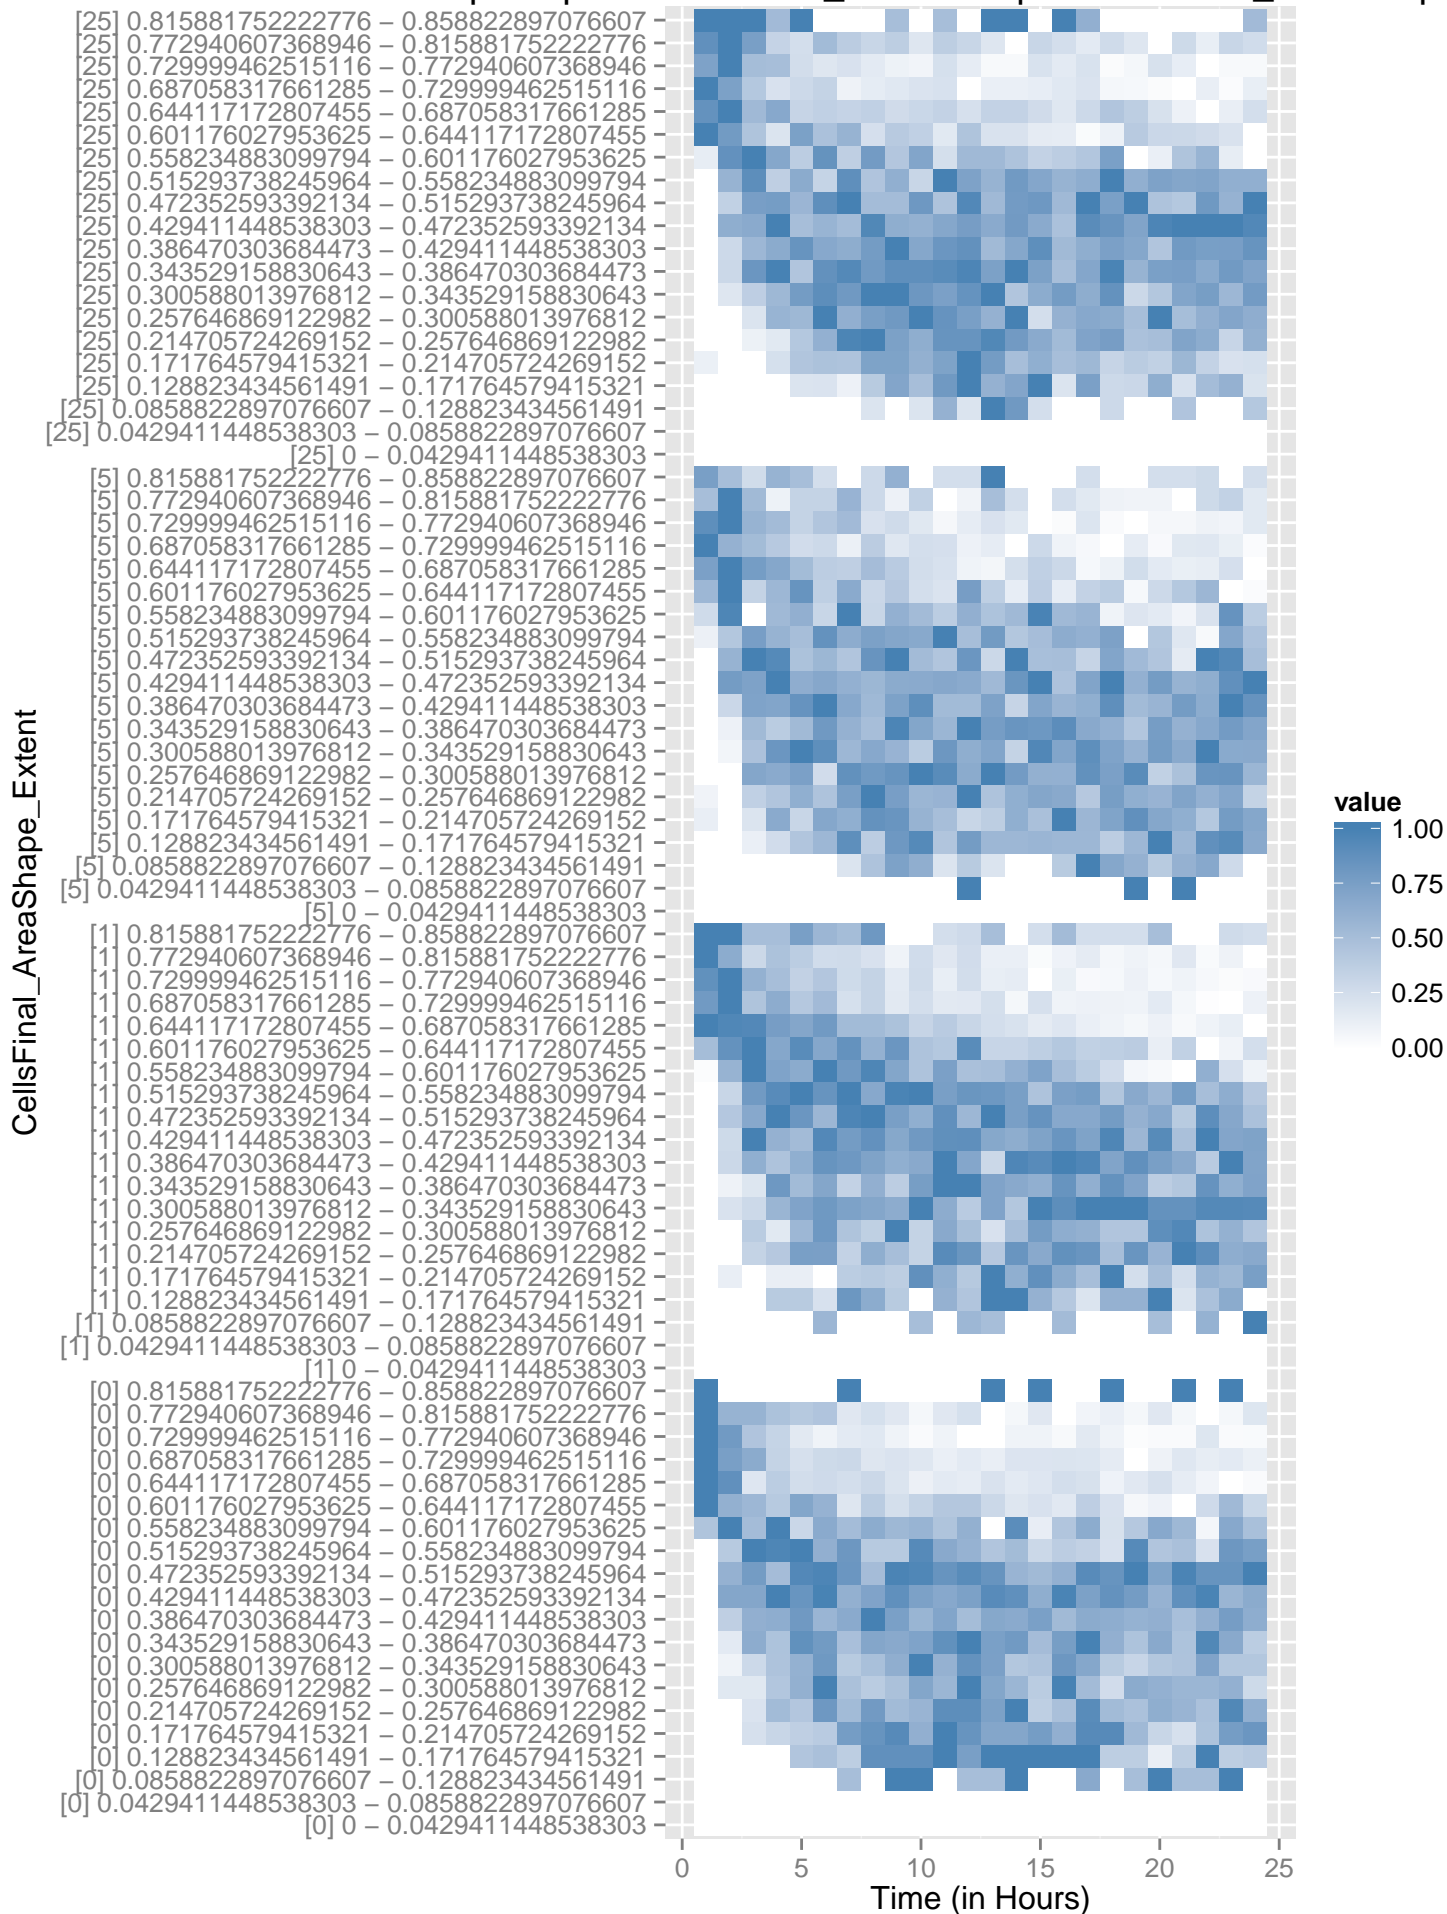 [25] 0.815881752222776 – 0.858822897076607
[25] 0.772940607368946 – 0.815881752222776
[25] 0.729999462515116 – 0.772940607368946
[25] 0.687058317661285 – 0.729999462515116
[25] 0.644117172807455 – 0.687058317661285
[25] 0.601176027953625 – 0.644117172807455
[25] 0.558234883099794 – 0.601176027953625
[25] 0.515293738245964 – 0.558234883099794
[25] 0.472352593392134 – 0.515293738245964
[25] 0.429411448538303 – 0.472352593392134
[25] 0.386470303684473 – 0.429411448538303
[25] 0.343529158830643 – 0.386470303684473
[25] 0.300588013976812 – 0.343529158830643
[25] 0.257646869122982 – 0.300588013976812
[25] 0.214705724269152 – 0.257646869122982
[25] 0.171764579415321 – 0.214705724269152
[25] 0.128823434561491 – 0.171764579415321
[25] 0.0858822897076607 – 0.128823434561491
[25] 0.0429411448538303 – 0.0858822897076607
[25] 0 – 0.0429411448538303
[5] 0.815881752222776 – 0.858822897076607
[5] 0.772940607368946 – 0.815881752222776
[5] 0.729999462515116 – 0.772940607368946
[5] 0.687058317661285 – 0.729999462515116
[5] 0.644117172807455 – 0.687058317661285
[5] 0.601176027953625 – 0.644117172807455
[5] 0.558234883099794 – 0.601176027953625
[5] 0.515293738245964 – 0.558234883099794
[5] 0.472352593392134 – 0.515293738245964
[5] 0.429411448538303 – 0.472352593392134
[5] 0.386470303684473 – 0.429411448538303
[5] 0.343529158830643 – 0.386470303684473
[5] 0.300588013976812 – 0.343529158830643
[5] 0.257646869122982 – 0.300588013976812
[5] 0.214705724269152 – 0.257646869122982
[5] 0.171764579415321 – 0.214705724269152
[5] 0.128823434561491 – 0.171764579415321
[5] 0.0858822897076607 – 0.128823434561491
[5] 0.0429411448538303 – 0.0858822897076607
[5] 0 – 0.0429411448538303
[1] 0.815881752222776 – 0.858822897076607
[1] 0.772940607368946 – 0.815881752222776
[1] 0.729999462515116 – 0.772940607368946
[1] 0.687058317661285 – 0.729999462515116
[1] 0.644117172807455 – 0.687058317661285
[1] 0.601176027953625 – 0.644117172807455
[1] 0.558234883099794 – 0.601176027953625
[1] 0.515293738245964 – 0.558234883099794
[1] 0.472352593392134 – 0.515293738245964
[1] 0.429411448538303 – 0.472352593392134
[1] 0.386470303684473 – 0.429411448538303
[1] 0.343529158830643 – 0.386470303684473
[1] 0.300588013976812 – 0.343529158830643
[1] 0.257646869122982 – 0.300588013976812
[1] 0.214705724269152 – 0.257646869122982
[1] 0.171764579415321 – 0.214705724269152
[1] 0.128823434561491 – 0.171764579415321
[1] 0.0858822897076607 – 0.128823434561491
[1] 0.0429411448538303 – 0.0858822897076607
[1] 0 – 0.0429411448538303
[0] 0.815881752222776 – 0.858822897076607
[0] 0.772940607368946 – 0.815881752222776
[0] 0.729999462515116 – 0.772940607368946
[0] 0.687058317661285 – 0.729999462515116
[0] 0.644117172807455 – 0.687058317661285
[0] 0.601176027953625 – 0.644117172807455
[0] 0.558234883099794 – 0.601176027953625
[0] 0.515293738245964 – 0.558234883099794
[0] 0.472352593392134 – 0.515293738245964
[0] 0.429411448538303 – 0.472352593392134
[0] 0.386470303684473 – 0.429411448538303
[0] 0.343529158830643 – 0.386470303684473
[0] 0.300588013976812 – 0.343529158830643
[0] 0.257646869122982 – 0.300588013976812
[0] 0.214705724269152 – 0.257646869122982
[0] 0.171764579415321 – 0.214705724269152
[0] 0.128823434561491 – 0.171764579415321
[0] 0.0858822897076607 – 0.128823434561491
[0] 0.0429411448538303 – 0.0858822897076607
[0] 0 – 0.0429411448538303
CellsFinal_AreaShape_Extent
0 5 10 15 20 25
Time (in Hours)
value
1.00
0.75
0.50
0.25
0.00